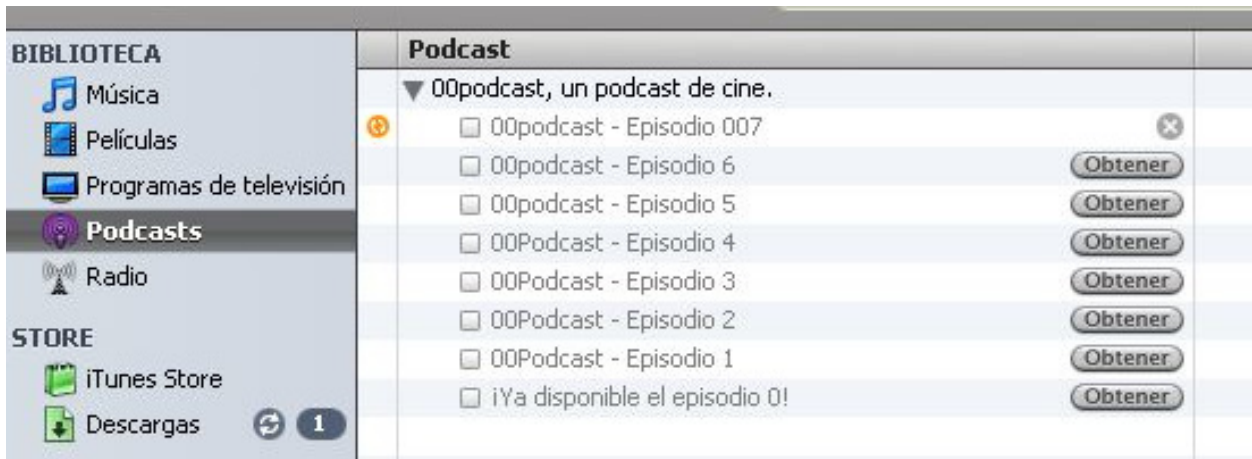 BIBLIOTECA
Música
Películas
Programas de televisión
Podcasts
Radio
STORE
iTunes Store
Descargas 1
Podcast
00podcast, un podcast de cine.
00podcast - Episodio 007
00podcast - Episodio 6 Obtener
00podcast - Episodio 5 Obtener
00Podcast - Episodio 4 Obtener
00Podcast - Episodio 3 Obtener
00Podcast - Episodio 2 Obtener
00Podcast - Episodio 1 Obtener
¡Ya disponible el episodio 0! Obtener